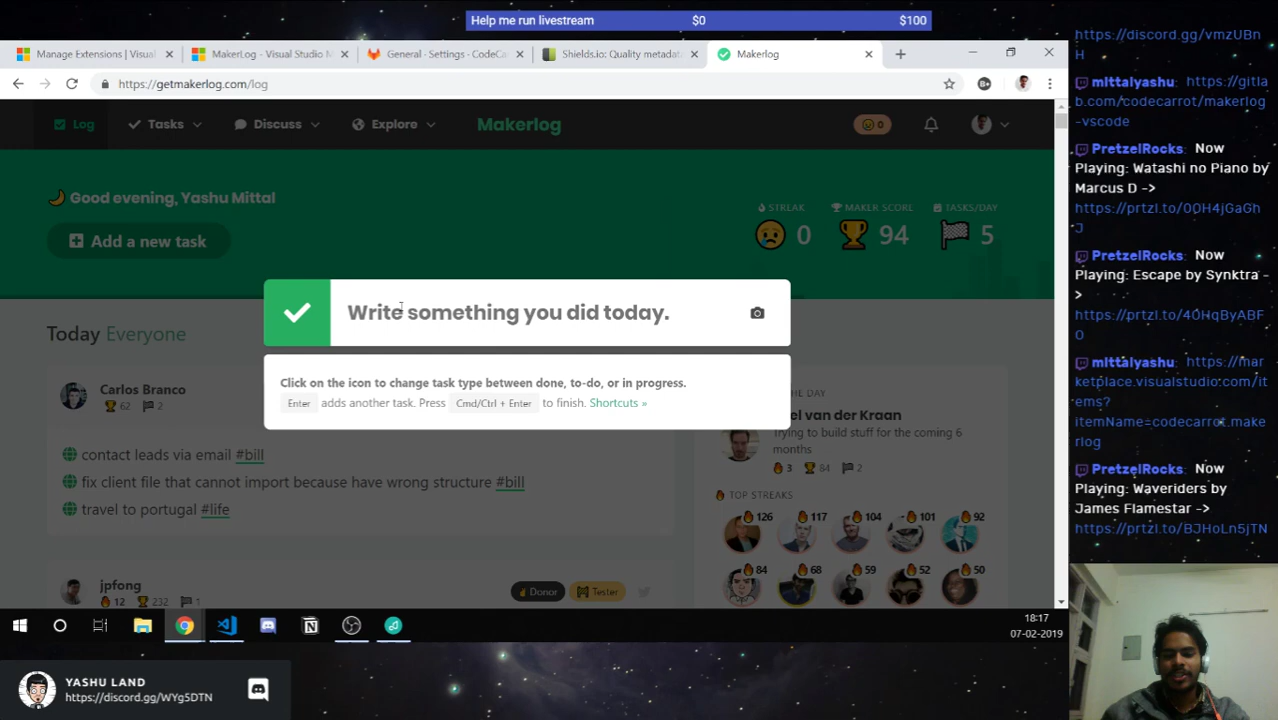 Help me run livestream $0 $100
Manage Extensions | Visual
MakerLog - Visual Studio M
General · Settings · CodeCa
Shields.io: Quality metadat
Makerlog
https://getmakerlog.com/log
Log Tasks Discuss Explore Makerlog 0
Good evening, Yashu Mittal
Add a new task
STREAK MAKER SCORE TASKS/DAY
0 94 5
Write something you did today.
Click on the icon to change task type between done, to-do, or in progress.
Enter adds another task. Press Cmd/Ctrl + Enter to finish. Shortcuts »
Today Everyone
Carlos Branco
62 2
contact leads via email #bill
fix client file that cannot import because have wrong structure #bill
travel to portugal #life
jpfong
12 232 1
Donor Tester
HE DAY
el van der Kraan
Trying to build stuff for the coming 6
months
3 84 2
TOP STREAKS
126 117 104 101 92
84 68 59 52 50
18:17
07-02-2019
YASHU LAND
https://discord.gg/WYg5DTN
https://discord.gg/vmzUBn
H
mittalyashu: https://gitla
b.com/codecarrot/makerlog
-vscode
PretzelRocks: Now
Playing: Watashi no Piano by
Marcus D ->
https://prtzl.to/0DH4jGaGh
J
PretzelRocks: Now
Playing: Escape by Synktra -
>
https://prtzl.to/40HqByABF
O
mittalyashu: https://mar
ketplace.visualstudio.com/it
ems?
itemName=codecarrot.make
rlog
PretzelRocks: Now
Playing: Waveriders by
James Flamestar ->
https://prtzl.to/BJHoLn5jTN